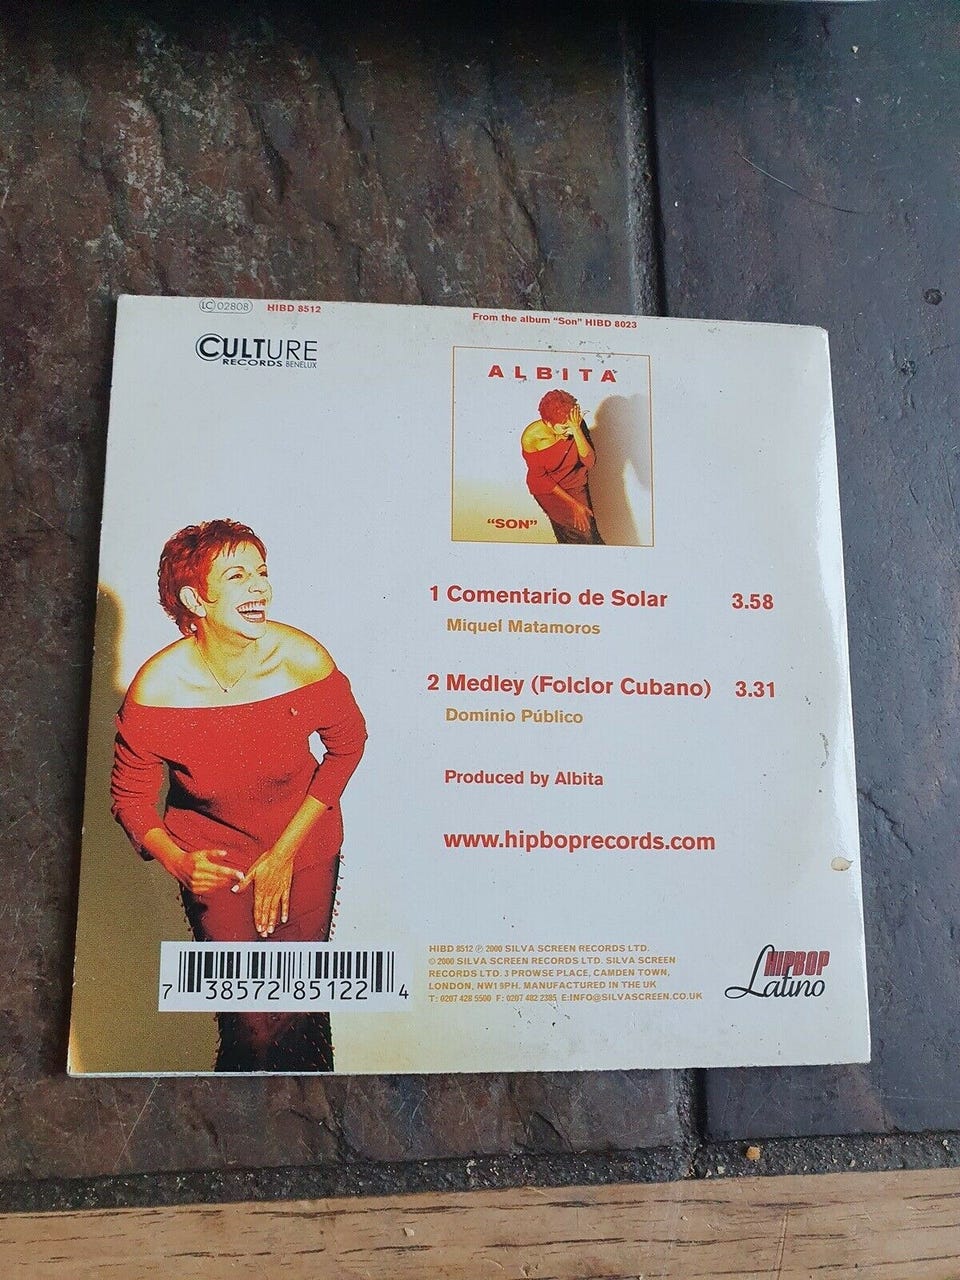 LC 02808 HIBD 8512
From the album "Son" HIBD 8023
CULTURE
RECORDS BENELUX
ALBITA
"SON"
1 Comentario de Solar 3.58
Miquel Matamoros
2 Medley (Folclor Cubano) 3.31
Domínio Público
Produced by Albita
www.hipboprecords.com
HIBD 8512 ℗ 2000 SILVA SCREEN RECORDS LTD.
© 2000 SILVA SCREEN RECORDS LTD. SILVA SCREEN
RECORDS LTD. 3 PROWSE PLACE, CAMDEN TOWN,
LONDON, NW1 9PH. MANUFACTURED IN THE UK
T: 0207 428 5500 F: 0207 482 2385 E:INFO@SILVASCREEN.CO.UK
7 38572 85122 4
HIPBOP
Latino